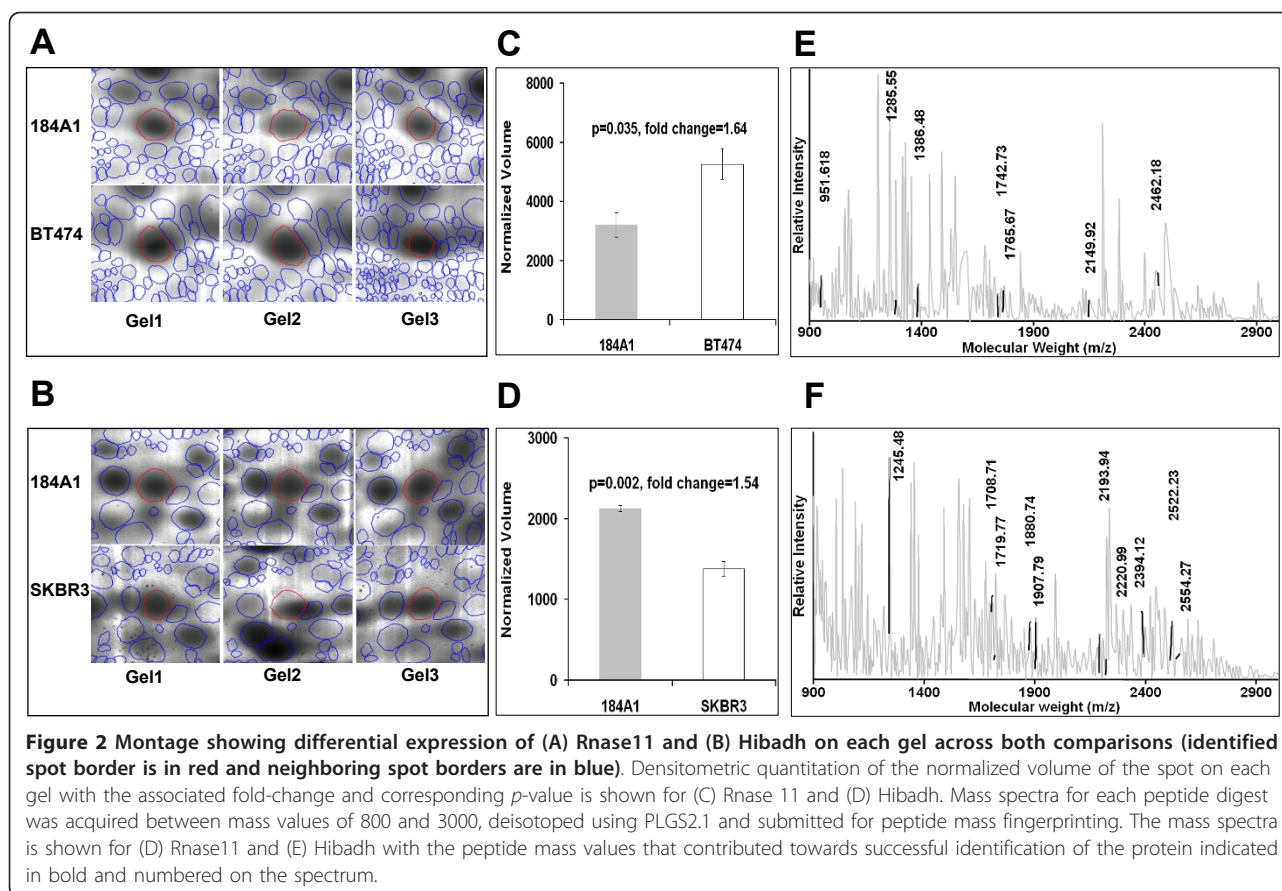 A
184A1
BT474
Gel1
Gel2
Gel3
B
184A1
SKBR3
Gel1
Gel2
Gel3
C
Normalized Volume
8000
6000
4000
2000
0
p=0.035, fold change=1.64
184A1
BT474
D
Normalized Volume
3000
2000
1000
0
p=0.002, fold change=1.54
184A1
SKBR3
E
Relative Intensity
951.618
1285.55
1386.48
1742.73
1765.67
2149.92
2462.18
900
1400
1900
2400
2900
Molecular Weight (m/z)
F
Relative Intensity
1245.48
1708.71
1719.77
1880.74
1907.79
2193.94
2220.99
2394.12
2522.23
2554.27
900
1400
1900
2400
2900
Molecular weight (m/z)
Figure 2 Montage showing differential expression of (A) Rnase11 and (B) Hibadh on each gel across both comparisons (identified
spot border is in red and neighboring spot borders are in blue). Densitometric quantitation of the normalized volume of the spot on each
gel with the associated fold-change and corresponding p-value is shown for (C) Rnase 11 and (D) Hibadh. Mass spectra for each peptide digest
was acquired between mass values of 800 and 3000, deisotoped using PLGS2.1 and submitted for peptide mass fingerprinting. The mass spectra
is shown for (D) Rnase11 and (E) Hibadh with the peptide mass values that contributed towards successful identification of the protein indicated
in bold and numbered on the spectrum.